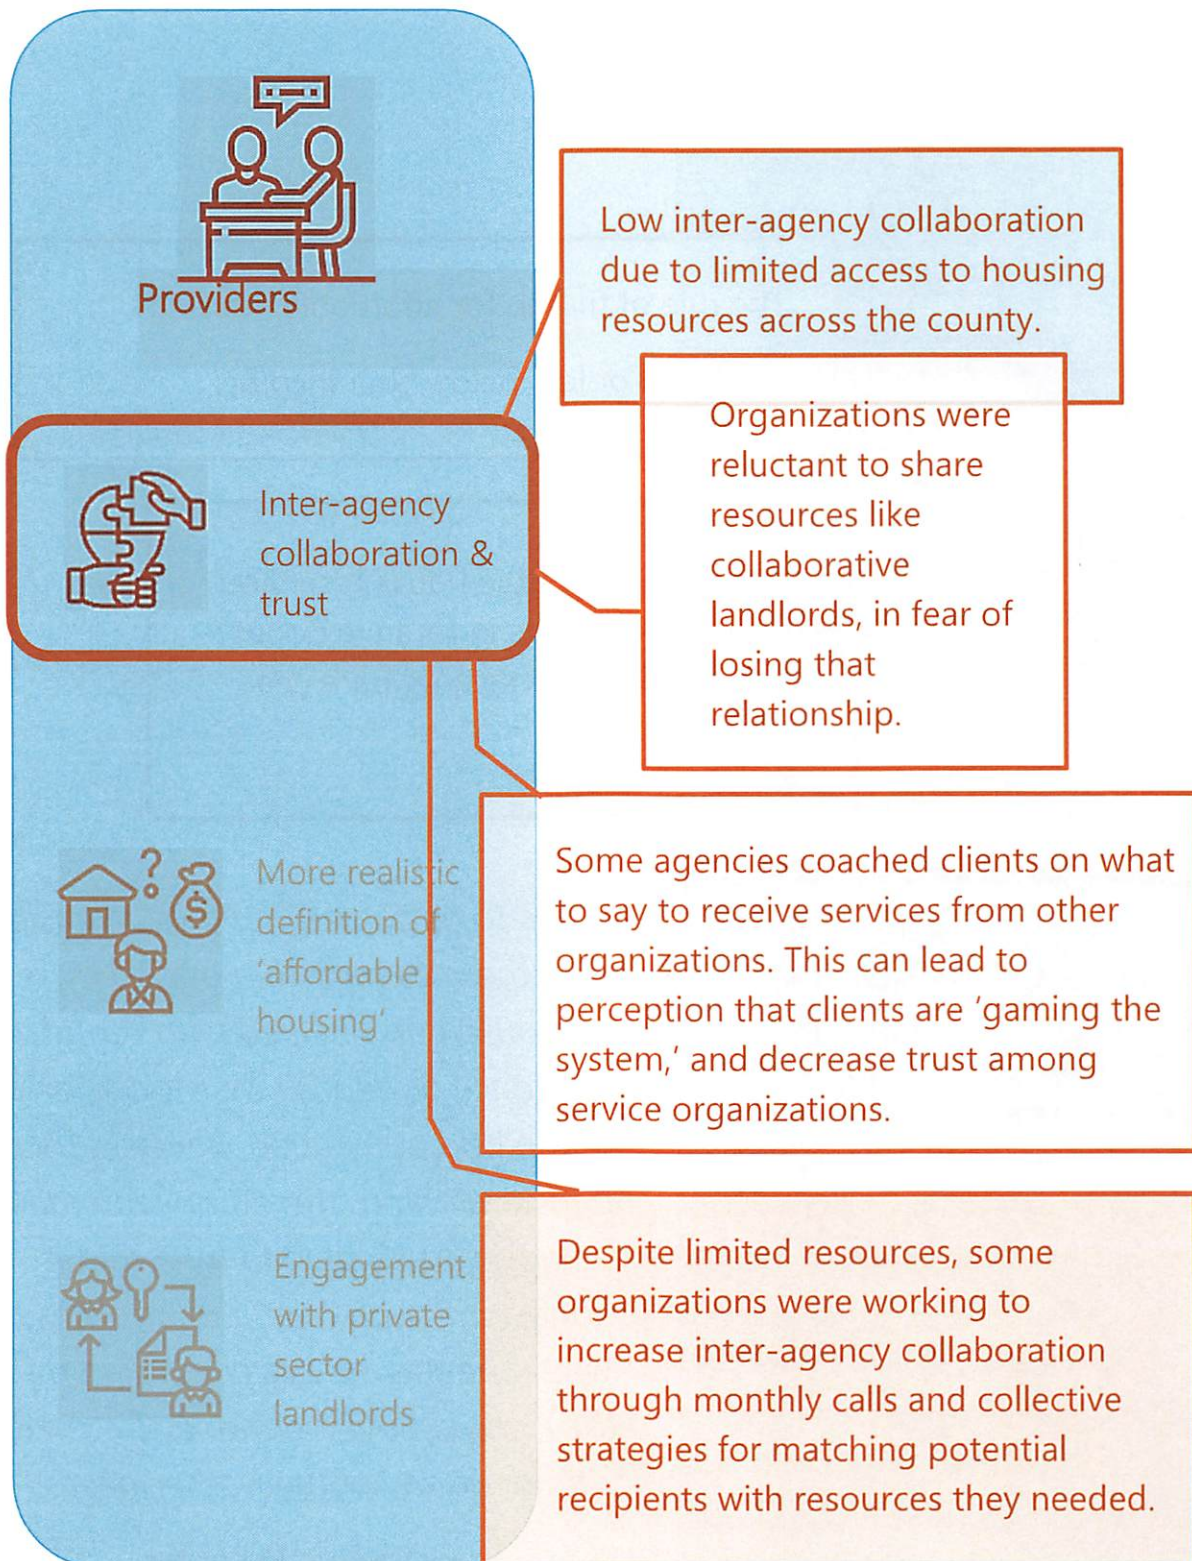 Providers
Low inter-agency collaboration
due to limited access to housing
resources across the county.
Organizations were
reluctant to share
resources like
collaborative
landlords, in fear of
losing that
relationship.
Inter-agency
collaboration &
trust
Some agencies coached clients on what
to say to receive services from other
organizations. This can lead to
perception that clients are ‘gaming the
system,’ and decrease trust among
service organizations.
More realistic
definition of
‘affordable
housing’
Despite limited resources, some
organizations were working to
increase inter-agency collaboration
through monthly calls and collective
strategies for matching potential
recipients with resources they needed.
Engagement
with private
sector
landlords